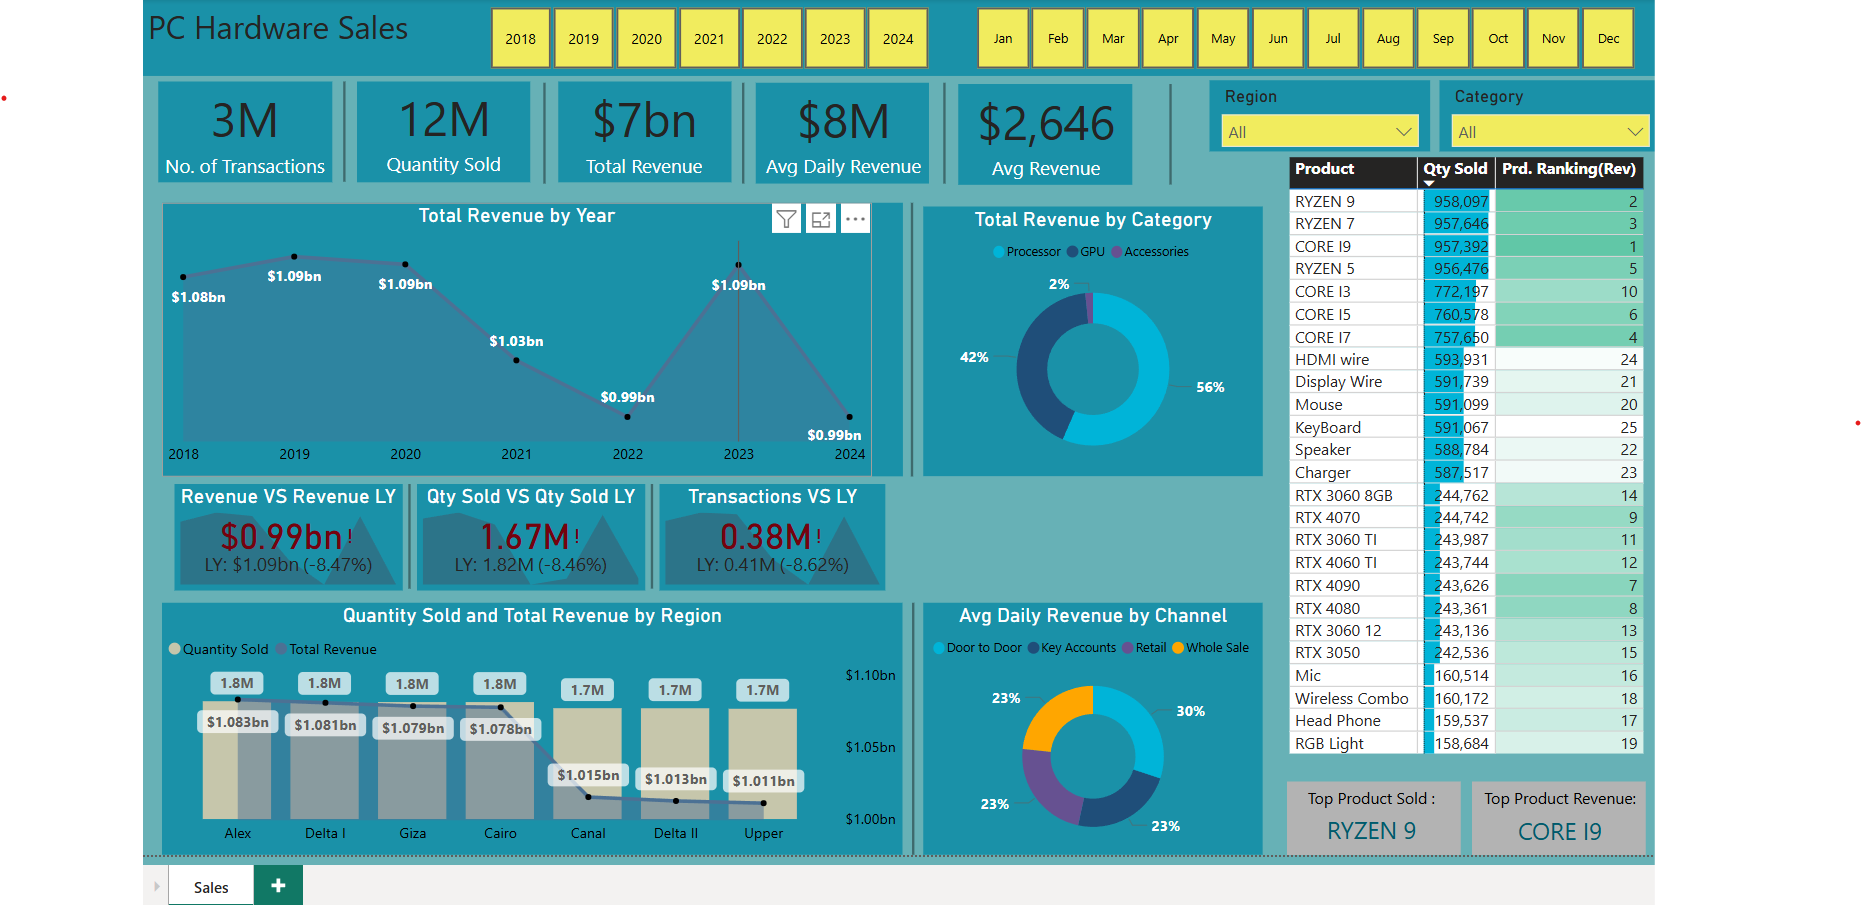 PC Hardware Sales
2018 2019 2020 2021 2022 2023 2024
Jan Feb Mar Apr May Jun Jul Aug Sep Oct Nov Dec
3M
No. of Transactions
12M
Quantity Sold
$7bn
Total Revenue
$8M
Avg Daily Revenue
$2,646
Avg Revenue
Region
All
Category
All
Total Revenue by Year
$1.08bn
$1.09bn
$1.09bn
$1.03bn
$0.99bn
$1.09bn
$0.99bn
2018 2019 2020 2021 2022 2023 2024
Total Revenue by Category
Processor GPU Accessories
2%
42%
56%
Product Qty Sold Prd. Ranking(Rev)
RYZEN 9 958,097 2
RYZEN 7 957,646 3
CORE I9 957,392 1
RYZEN 5 956,476 5
CORE I3 772,197 10
CORE I5 760,578 6
CORE I7 757,650 4
HDMI wire 593,931 24
Display Wire 591,739 21
Mouse 591,099 20
KeyBoard 591,067 25
Speaker 588,784 22
Charger 587,517 23
RTX 3060 8GB 244,762 14
RTX 4070 244,742 9
RTX 3060 TI 243,987 11
RTX 4060 TI 243,744 12
RTX 4090 243,626 7
RTX 4080 243,361 8
RTX 3060 12 243,136 13
RTX 3050 242,536 15
Mic 160,514 16
Wireless Combo 160,172 18
Head Phone 159,537 17
RGB Light 158,684 19
Revenue VS Revenue LY
$0.99bn!
LY: $1.09bn (-8.47%)
Qty Sold VS Qty Sold LY
1.67M!
LY: 1.82M (-8.46%)
Transactions VS LY
0.38M!
LY: 0.41M (-8.62%)
Quantity Sold and Total Revenue by Region
Quantity Sold Total Revenue
1.8M 1.8M 1.8M 1.8M 1.7M 1.7M 1.7M
$1.083bn $1.081bn $1.079bn $1.078bn $1.015bn $1.013bn $1.011bn
$1.10bn
$1.05bn
$1.00bn
Alex Delta I Giza Cairo Canal Delta II Upper
Avg Daily Revenue by Channel
Door to Door Key Accounts Retail Whole Sale
23%
30%
23%
23%
Top Product Sold :
RYZEN 9
Top Product Revenue:
CORE I9
Sales +